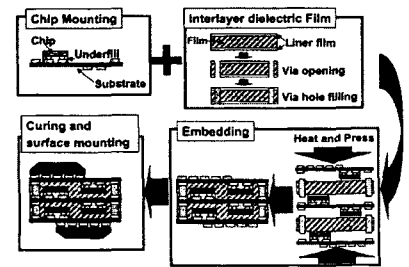 Chip Mounting
Chip
Underfill
Substrate
Interlayer dielectric Film
Film
Liner film
Via opening
Via hole filling
Curing and
surface mounting
Embedding
Heat and Press